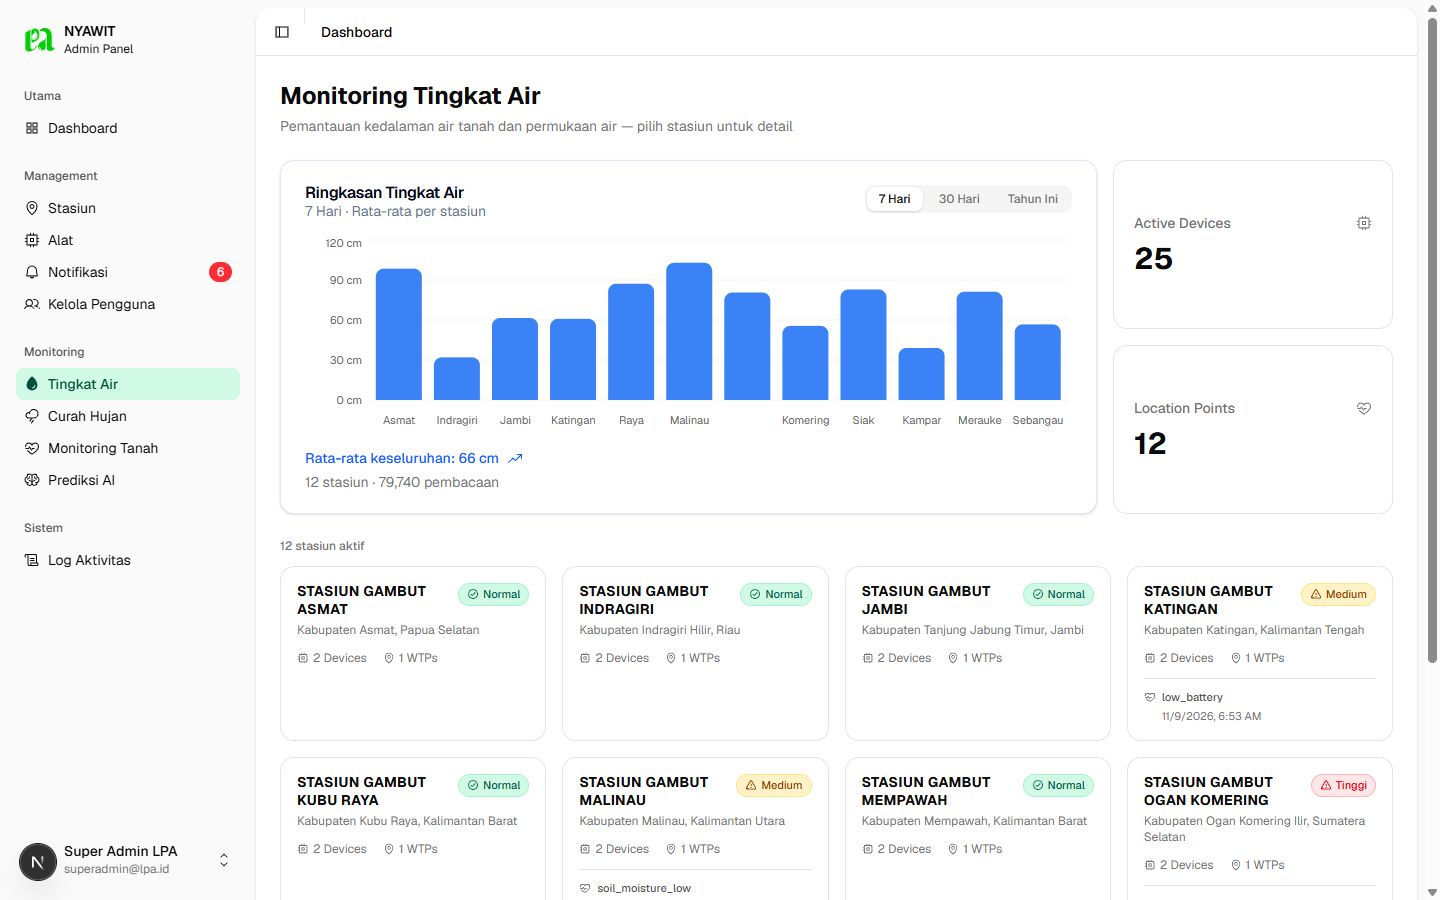 NYAWIT
Admin Panel
Utama
Dashboard
Management
Stasiun
Alat
Notifikasi
6
Kelola Pengguna
Monitoring
Tingkat Air
Curah Hujan
Monitoring Tanah
Prediksi AI
Sistem
Log Aktivitas
N
Super Admin LPA
superadmin@lpa.id
Dashboard
Monitoring Tingkat Air
Pemantauan kedalaman air tanah dan permukaan air — pilih stasiun untuk detail
Ringkasan Tingkat Air
7 Hari · Rata-rata per stasiun
7 Hari
30 Hari
Tahun Ini
120 cm
90 cm
60 cm
30 cm
0 cm
Asmat
Indragiri
Jambi
Katingan
Raya
Malinau
Komering
Siak
Kampar
Merauke
Sebangau
Rata-rata keseluruhan: 66 cm
12 stasiun · 79,740 pembacaan
Active Devices
25
Location Points
12
12 stasiun aktif
STASIUN GAMBUT
ASMAT
Normal
Kabupaten Asmat, Papua Selatan
2 Devices
1 WTPs
STASIUN GAMBUT
INDRAGIRI
Normal
Kabupaten Indragiri Hilir, Riau
2 Devices
1 WTPs
STASIUN GAMBUT
JAMBI
Normal
Kabupaten Tanjung Jabung Timur, Jambi
2 Devices
1 WTPs
STASIUN GAMBUT
KATINGAN
Medium
Kabupaten Katingan, Kalimantan Tengah
2 Devices
1 WTPs
low_battery
11/9/2026, 6:53 AM
STASIUN GAMBUT
KUBU RAYA
Normal
Kabupaten Kubu Raya, Kalimantan Barat
2 Devices
1 WTPs
STASIUN GAMBUT
MALINAU
Medium
Kabupaten Malinau, Kalimantan Utara
2 Devices
1 WTPs
soil_moisture_low
STASIUN GAMBUT
MEMPAWAH
Normal
Kabupaten Mempawah, Kalimantan Barat
2 Devices
1 WTPs
STASIUN GAMBUT
OGAN KOMERING
Tinggi
Kabupaten Ogan Komering Ilir, Sumatera
Selatan
2 Devices
1 WTPs